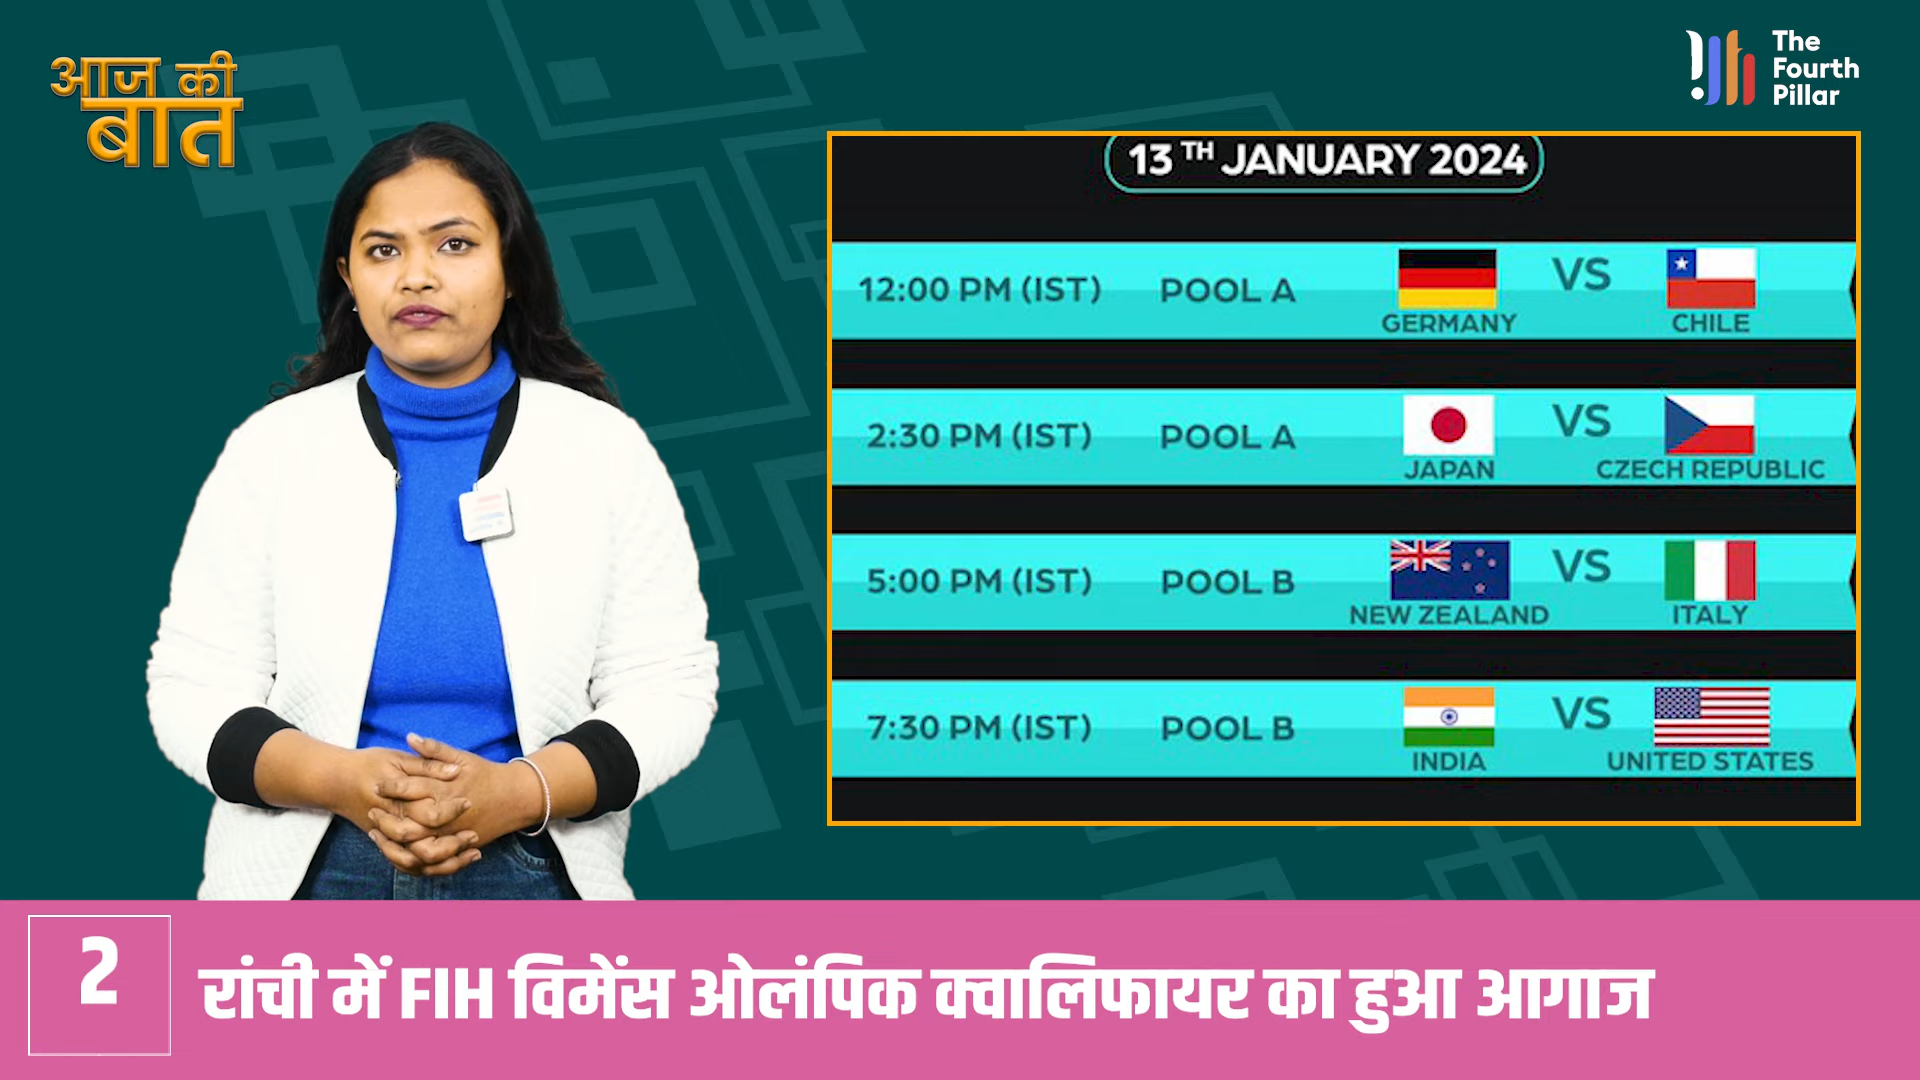 आज की
बात
The
Fourth
Pillar
13 TH JANUARY 2024
12:00 PM (IST) POOL A GERMANY VS CHILE
2:30 PM (IST) POOL A JAPAN VS CZECH REPUBLIC
5:00 PM (IST) POOL B NEW ZEALAND VS ITALY
7:30 PM (IST) POOL B INDIA VS UNITED STATES
2
रांची में FIH विमेंस ओलंपिक क्वालिफायर का हुआ आगाज